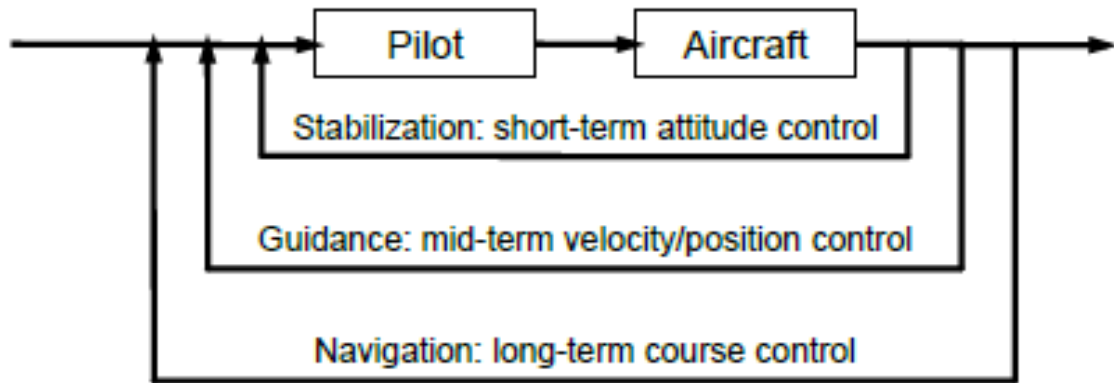 Pilot
Aircraft
Stabilization: short-term attitude control
Guidance: mid-term velocity/position control
Navigation: long-term course control